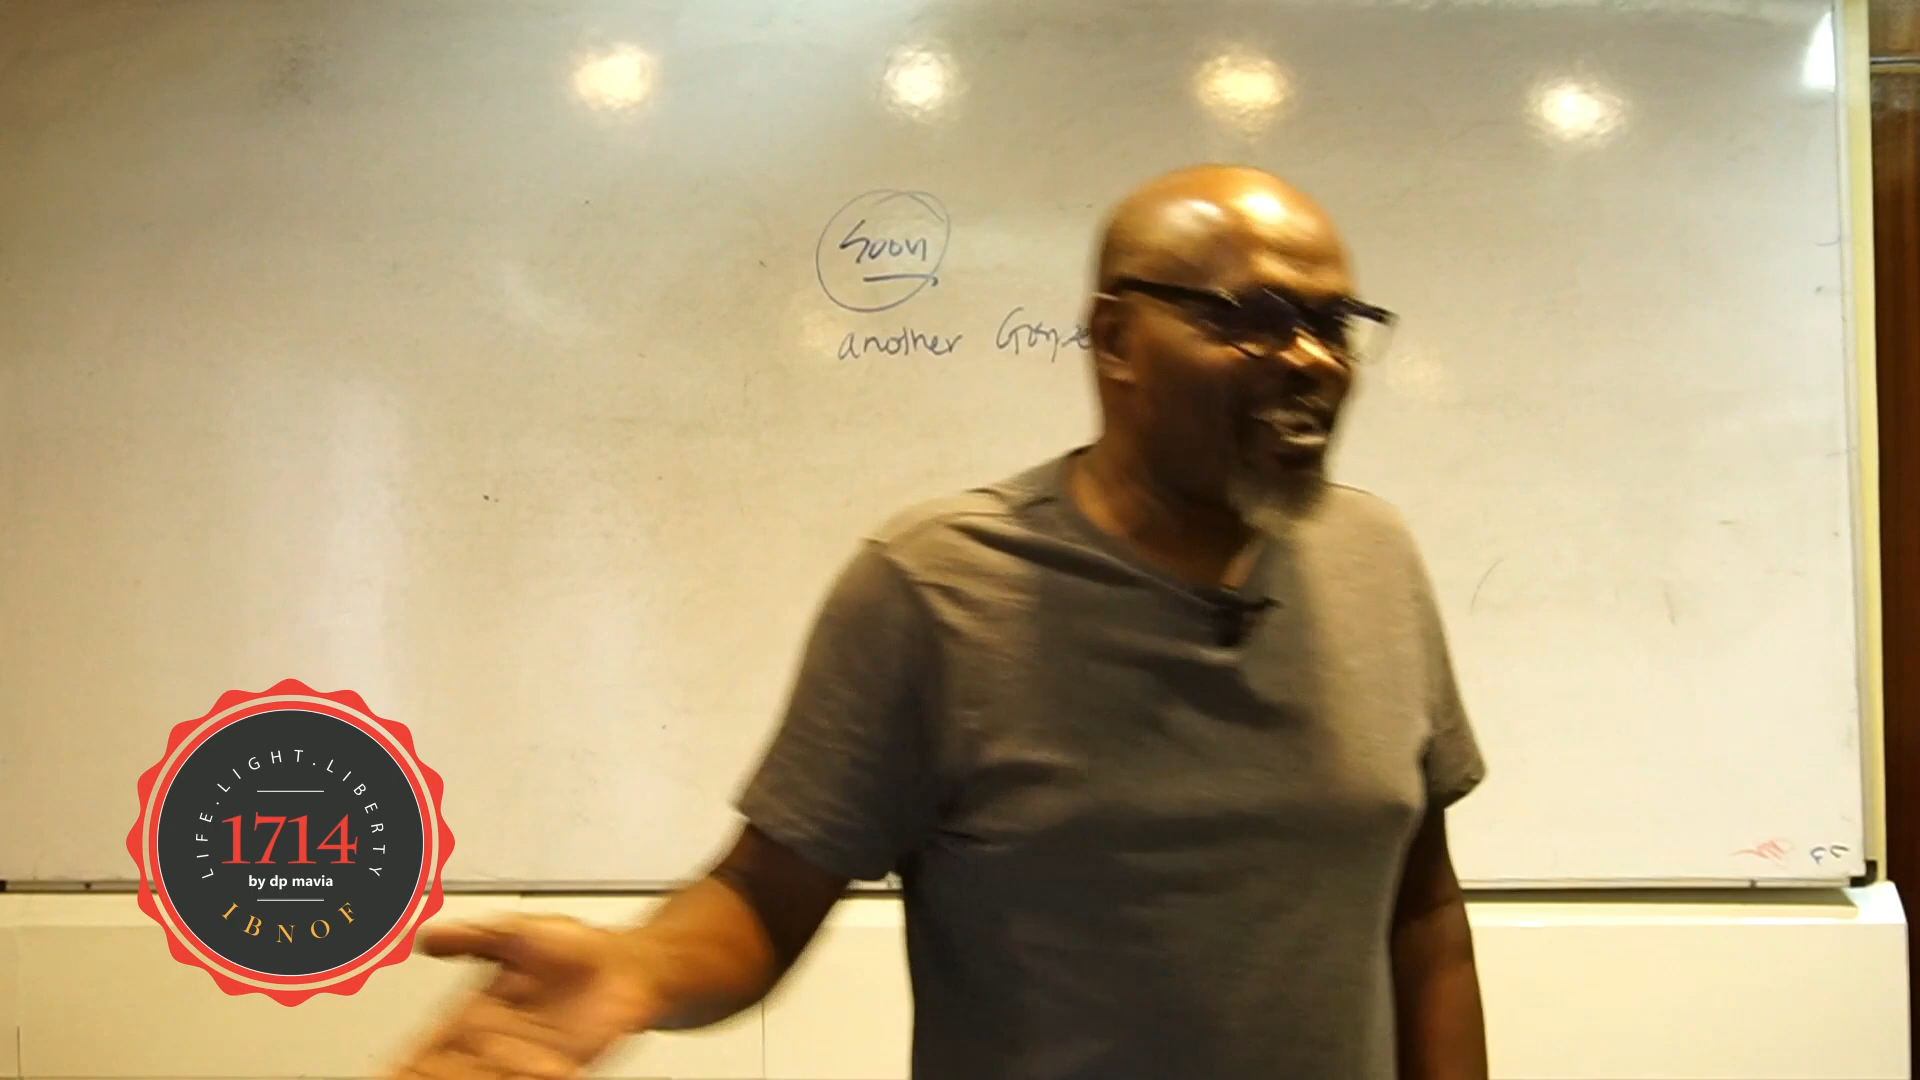 Soon
another
LIFE.LIGHT.LIBERTY
1714
by dp mavia
IBNOF